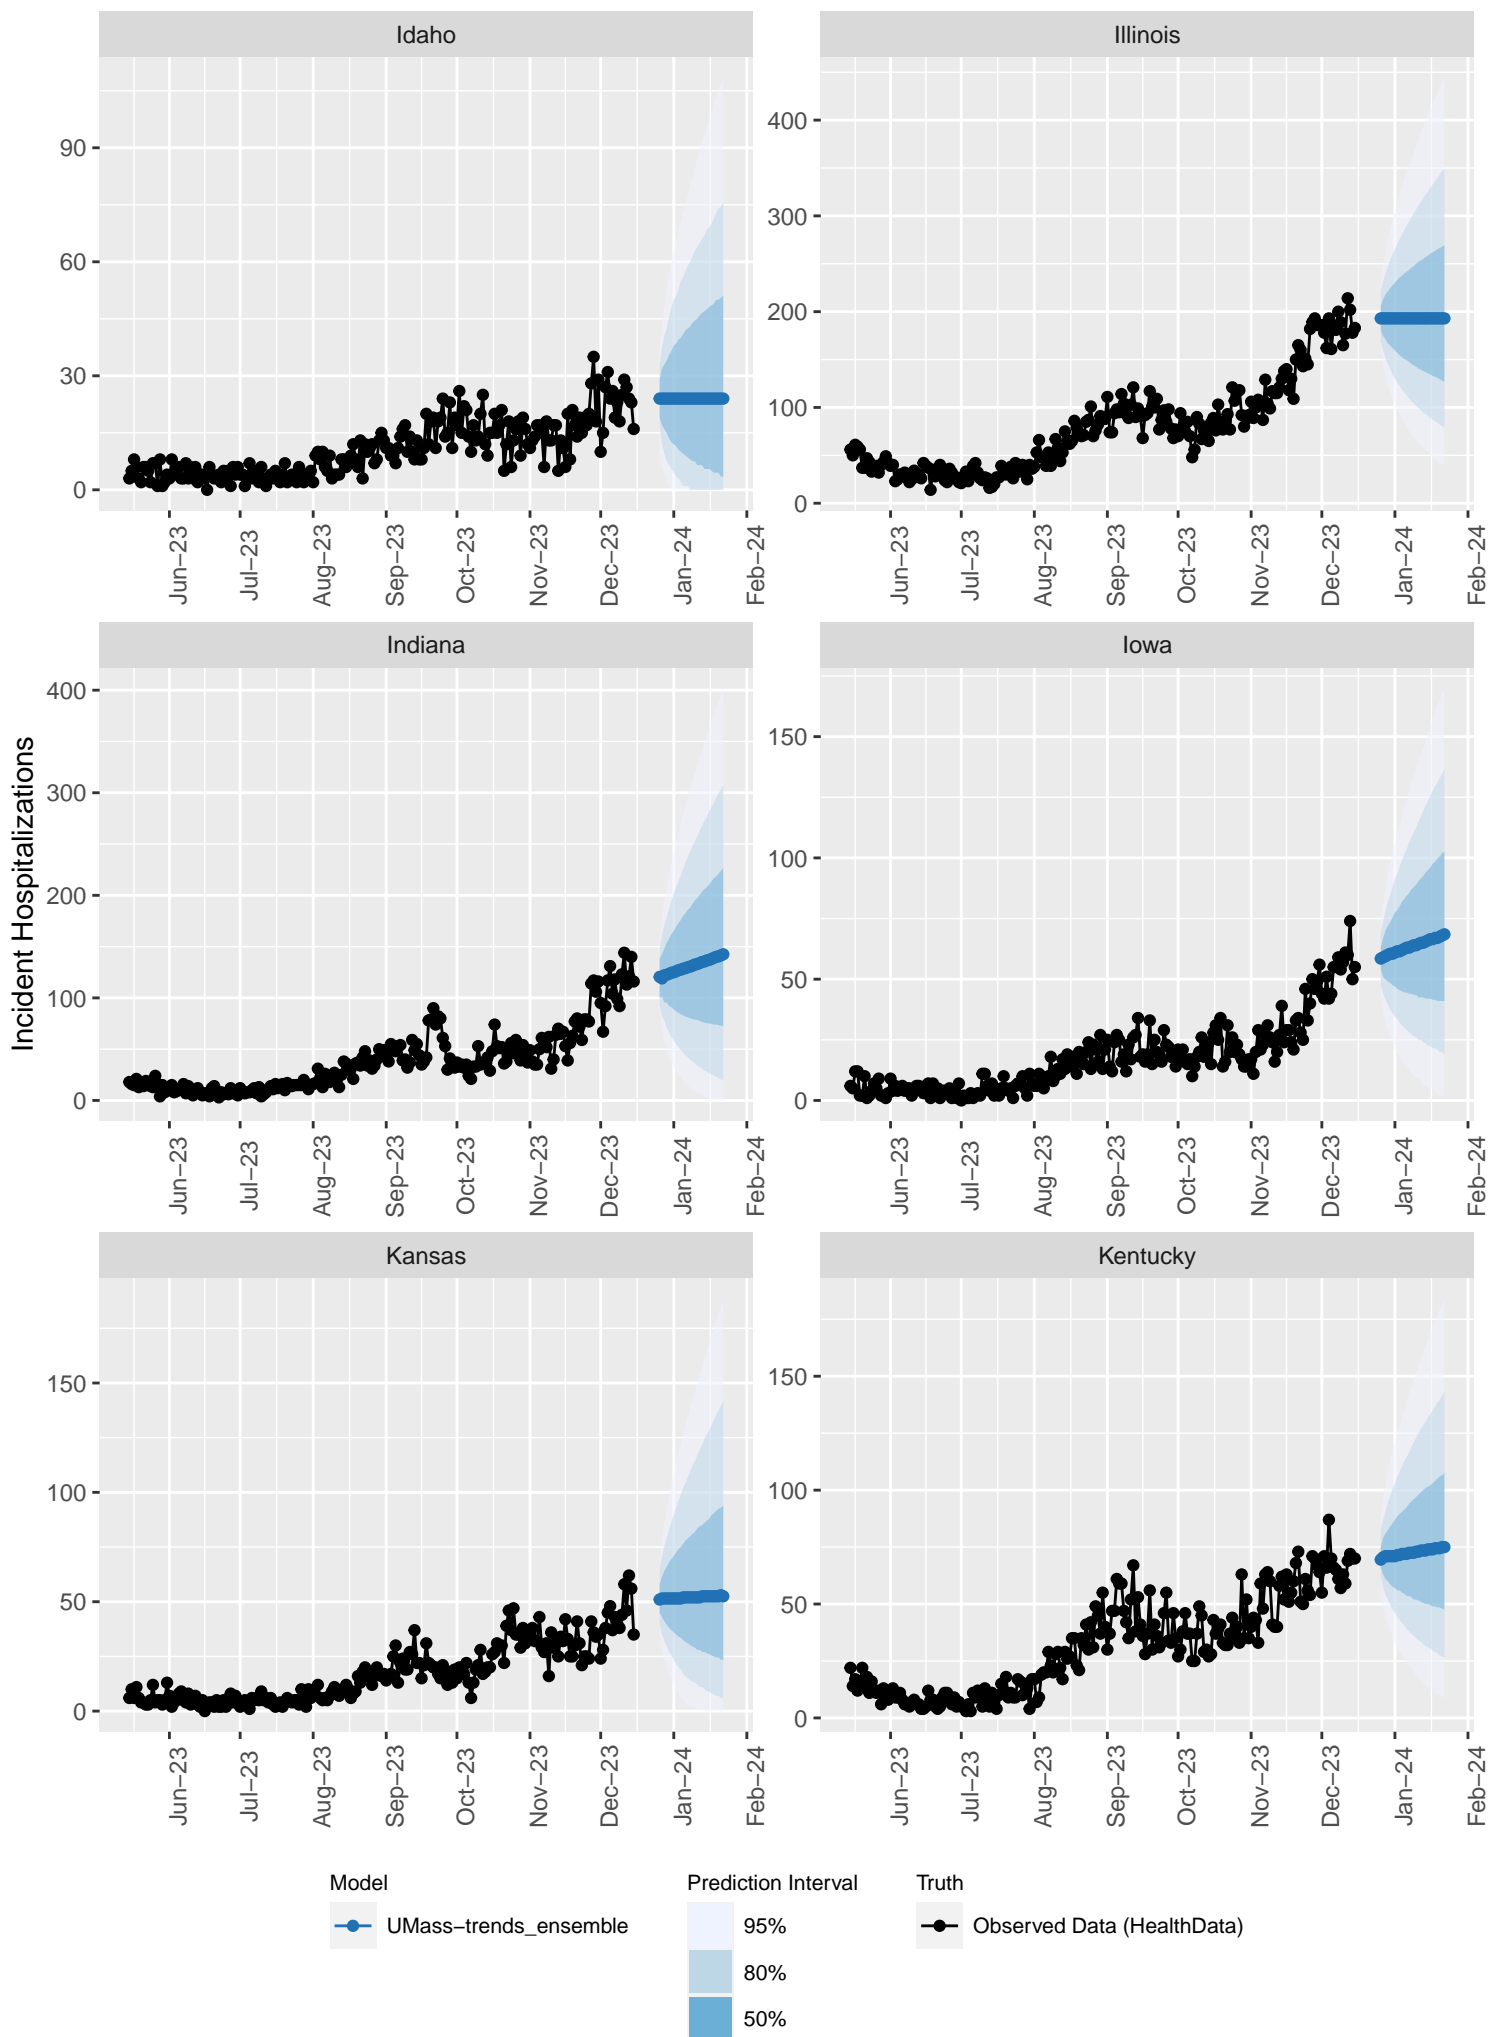 Idaho
Illinois
90
60
30
0
400
300
200
100
0
Jun−23
Jul−23
Aug−23
Sep−23
Oct−23
Nov−23
Dec−23
Jan−24
Feb−24
Jun−23
Jul−23
Aug−23
Sep−23
Oct−23
Nov−23
Dec−23
Jan−24
Feb−24
Incident Hospitalizations
Indiana
Iowa
400
300
200
100
0
150
100
50
0
Jun−23
Jul−23
Aug−23
Sep−23
Oct−23
Nov−23
Dec−23
Jan−24
Feb−24
Jun−23
Jul−23
Aug−23
Sep−23
Oct−23
Nov−23
Dec−23
Jan−24
Feb−24
Kansas
Kentucky
150
100
50
0
150
100
50
0
Jun−23
Jul−23
Aug−23
Sep−23
Oct−23
Nov−23
Dec−23
Jan−24
Feb−24
Jun−23
Jul−23
Aug−23
Sep−23
Oct−23
Nov−23
Dec−23
Jan−24
Feb−24
Model
UMass−trends_ensemble
Prediction Interval
95%
80%
50%
Truth
Observed Data (HealthData)